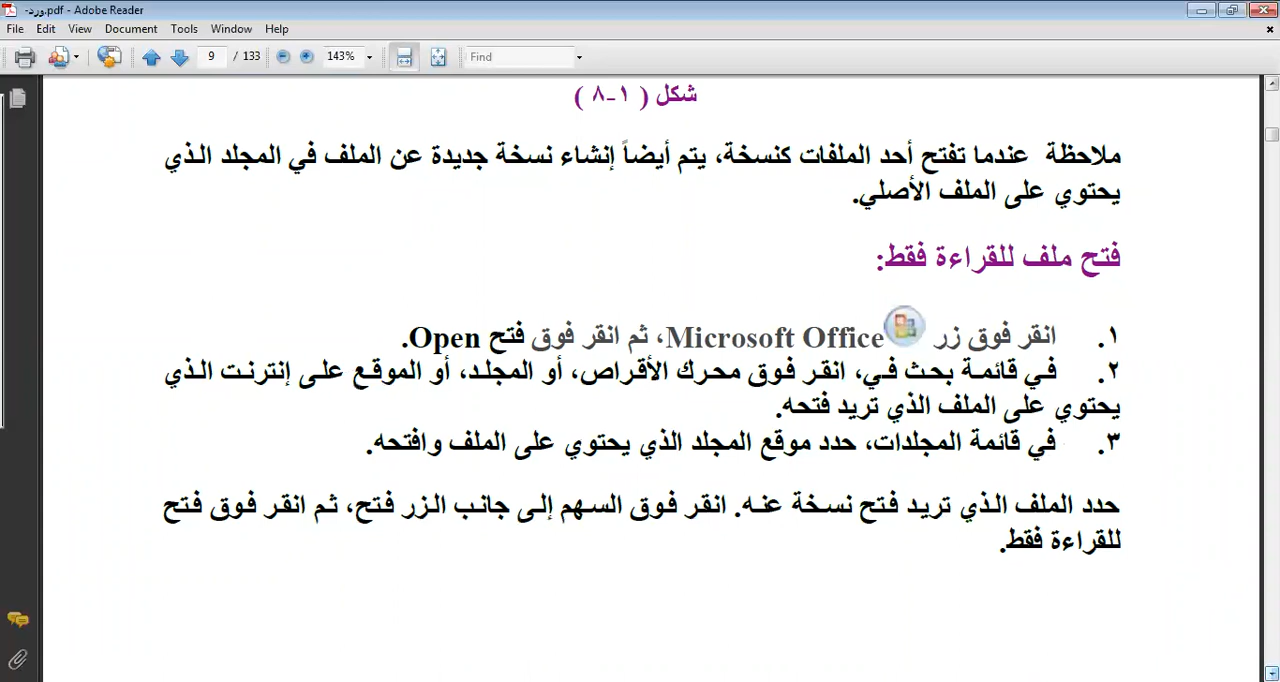 ورد-.pdf - Adobe Reader
File Edit View Document Tools Window Help
9 / 133 143% Find
شكل ( ١-٨ )
ملاحظة عندما تفتح أحد الملفات كنسخة، يتم أيضاً إنشاء نسخة جديدة عن الملف في المجلد الذي
يحتوي على الملف الأصلي.
فتح ملف للقراءة فقط:
١. انقر فوق زر Microsoft Office، ثم انقر فوق فتح Open.
٢. في قائمة بحث في، انقر فوق محرك الأقراص، أو المجلد، أو الموقع على إنترنت الذي
يحتوي على الملف الذي تريد فتحه.
٣. في قائمة المجلدات، حدد موقع المجلد الذي يحتوي على الملف وافتحه.
حدد الملف الذي تريد فتح نسخة عنه. انقر فوق السهم إلى جانب الزر فتح، ثم انقر فوق فتح
للقراءة فقط.